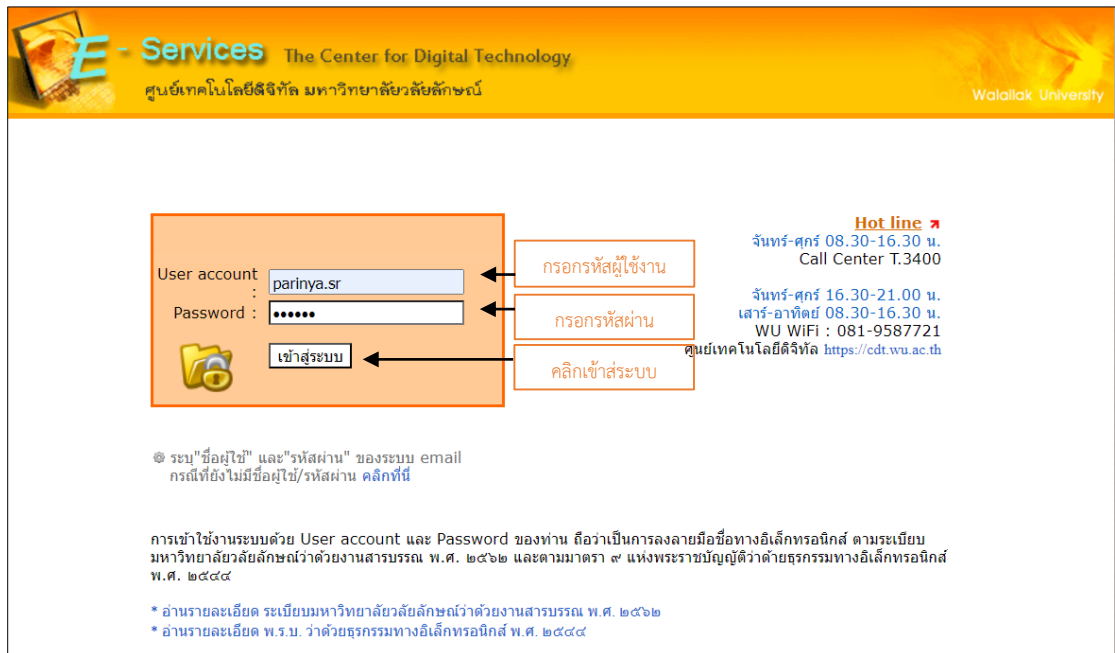 E - Services The Center for Digital Technology
ศูนย์เทคโนโลยีดิจิทัล มหาวิทยาลัยวลัยลักษณ์
Walailak University
Hot line
จันทร์-ศุกร์ 08.30-16.30 น.
Call Center T.3400
จันทร์-ศุกร์ 16.30-21.00 น.
เสาร์-อาทิตย์ 08.30-16.30 น.
WU WiFi : 081-9587721
ศูนย์เทคโนโลยีดิจิทัล https://cdt.wu.ac.th
User account :
parinya.sr
กรอกรหัสผู้ใช้งาน
Password :
••••••
กรอกรหัสผ่าน
เข้าสู่ระบบ
คลิกเข้าสู่ระบบ
ระบุ"ชื่อผู้ใช้" และ"รหัสผ่าน" ของระบบ email
กรณีที่ยังไม่มีชื่อผู้ใช้/รหัสผ่าน คลิกที่นี่
การเข้าใช้งานระบบด้วย User account และ Password ของท่าน ถือว่าเป็นการลงลายมือชื่อทางอิเล็กทรอนิกส์ ตามระเบียบ
มหาวิทยาลัยวลัยลักษณ์ว่าด้วยงานสารบรรณ พ.ศ. ๒๕๖๒ และตามมาตรา ๙ แห่งพระราชบัญญัติว่าด้วยธุรกรรมทางอิเล็กทรอนิกส์
พ.ศ. ๒๕๔๔
* อ่านรายละเอียด ระเบียบมหาวิทยาลัยวลัยลักษณ์ว่าด้วยงานสารบรรณ พ.ศ. ๒๕๖๒
* อ่านรายละเอียด พ.ร.บ. ว่าด้วยธุรกรรมทางอิเล็กทรอนิกส์ พ.ศ. ๒๕๔๔